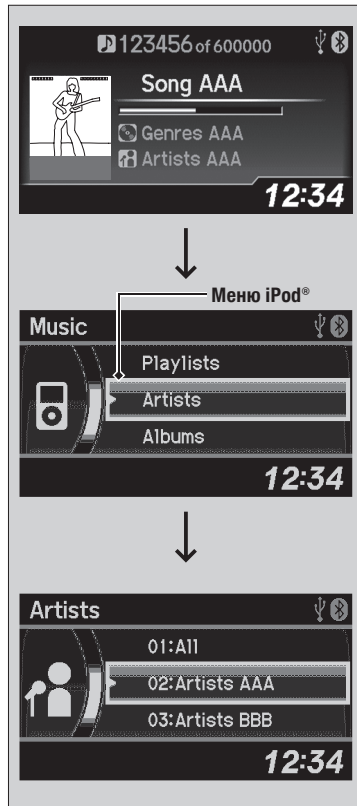 123456 of 600000
Song AAA
Genres AAA
Artists AAA
12:34
Меню iPod®
Music
Playlists
Artists
Albums
12:34
Artists
01:All
02:Artists AAA
03:Artists BBB
12:34